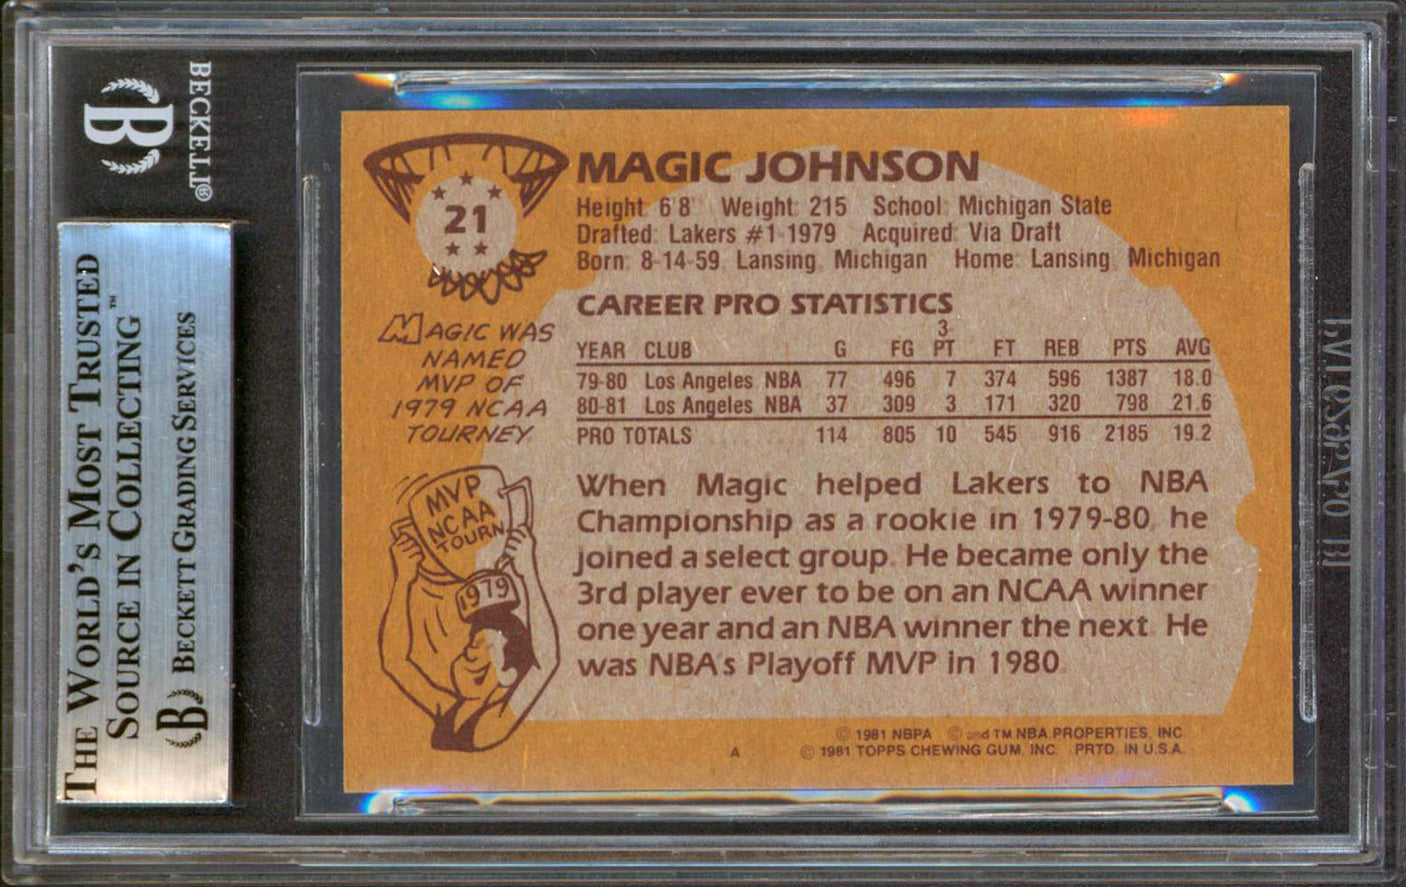 BECKETT®
THE WORLD'S MOST TRUSTED
SOURCE IN COLLECTING™
B BECKETT GRADING SERVICES
21
MAGIC JOHNSON
Height 6 8 Weight 215 School Michigan State
Drafted: Lakers #1-1979 Acquired: Via Draft
Born: 8-14-59, Lansing, Michigan Home: Lansing, Michigan
CAREER PRO STATISTICS
YEAR CLUB G FG 3 PT FT REB PTS AVG
79-80 Los Angeles NBA 77 496 7 374 596 1387 18.0
80-81 Los Angeles NBA 37 309 3 171 320 798 21.6
PRO TOTALS 114 805 10 545 916 2185 19.2
MAGIC WAS
NAMED
MVP OF
1979 NCAA
TOURNEY.
MVP
NCAA
TOURN
1979
When Magic helped Lakers to NBA
Championship as a rookie in 1979-80, he
joined a select group. He became only the
3rd player ever to be on an NCAA winner
one year and an NBA winner the next. He
was NBA's Playoff MVP in 1980.
© 1981 NBPA © and TM NBA PROPERTIES, INC.
A © 1981 TOPPS CHEWING GUM, INC. PRTD. IN U.S.A.